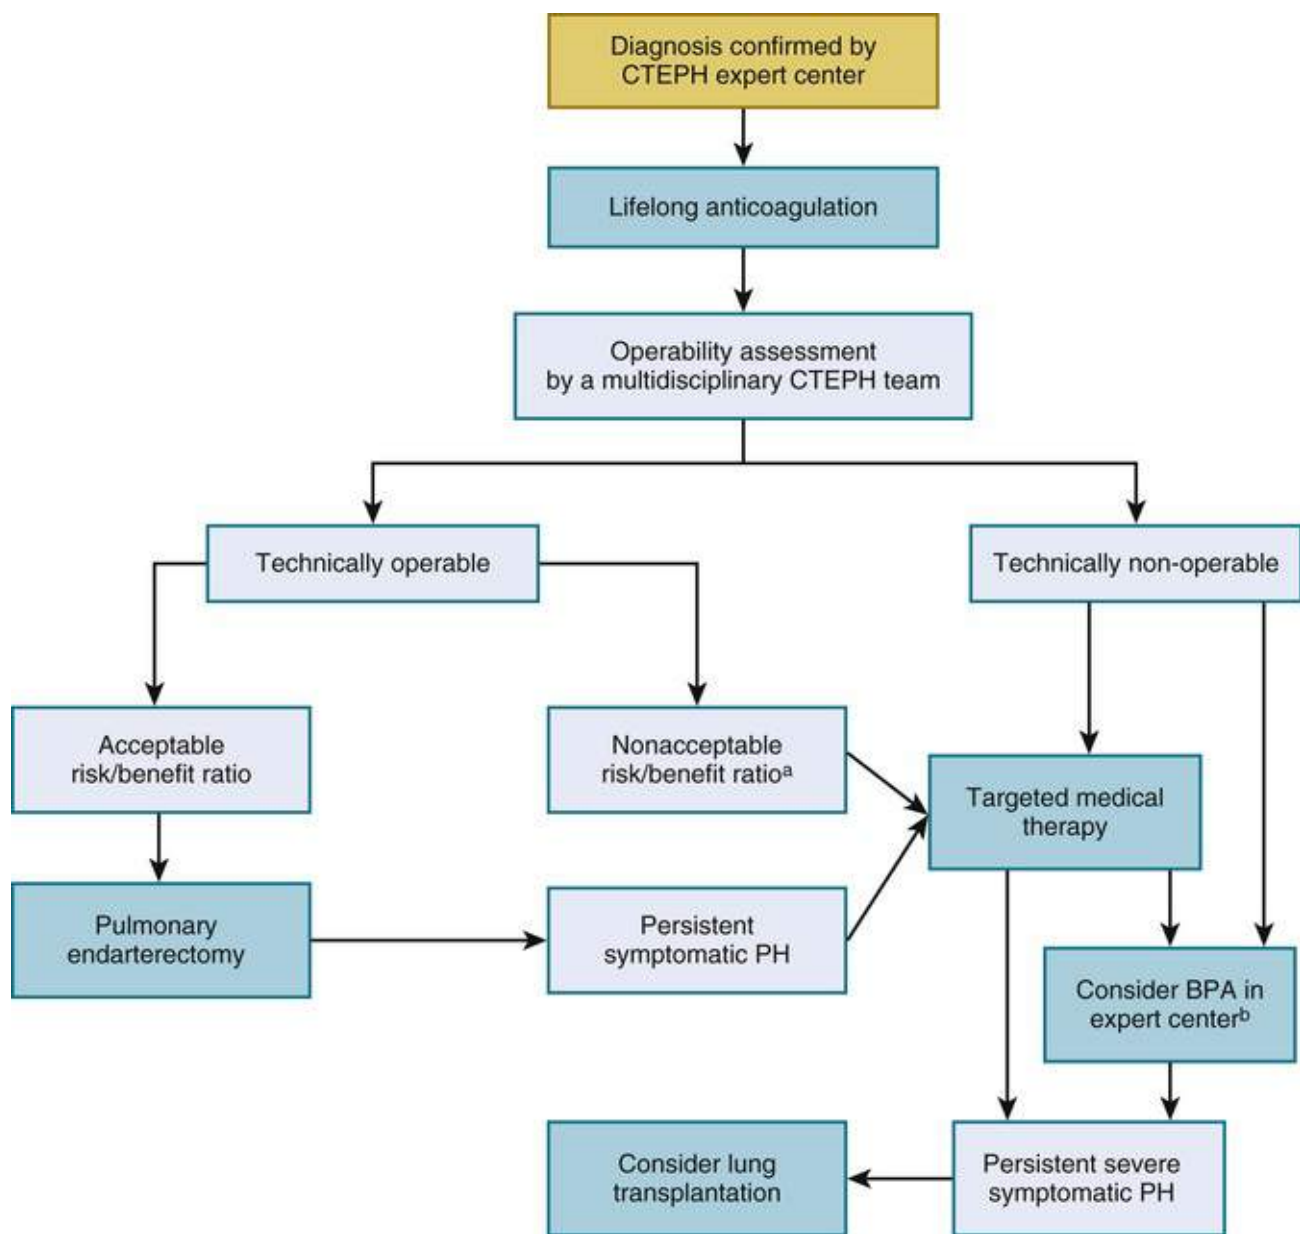 Diagnosis confirmed by
CTEPH expert center
Lifelong anticoagulation
Operability assessment
by a multidisciplinary CTEPH team
Technically operable
Technically non-operable
Acceptable
risk/benefit ratio
Nonacceptable
risk/benefit ratioᵃ
Targeted medical
therapy
Pulmonary
endarterectomy
Persistent
symptomatic PH
Consider BPA in
expert centerᵇ
Consider lung
transplantation
Persistent severe
symptomatic PH